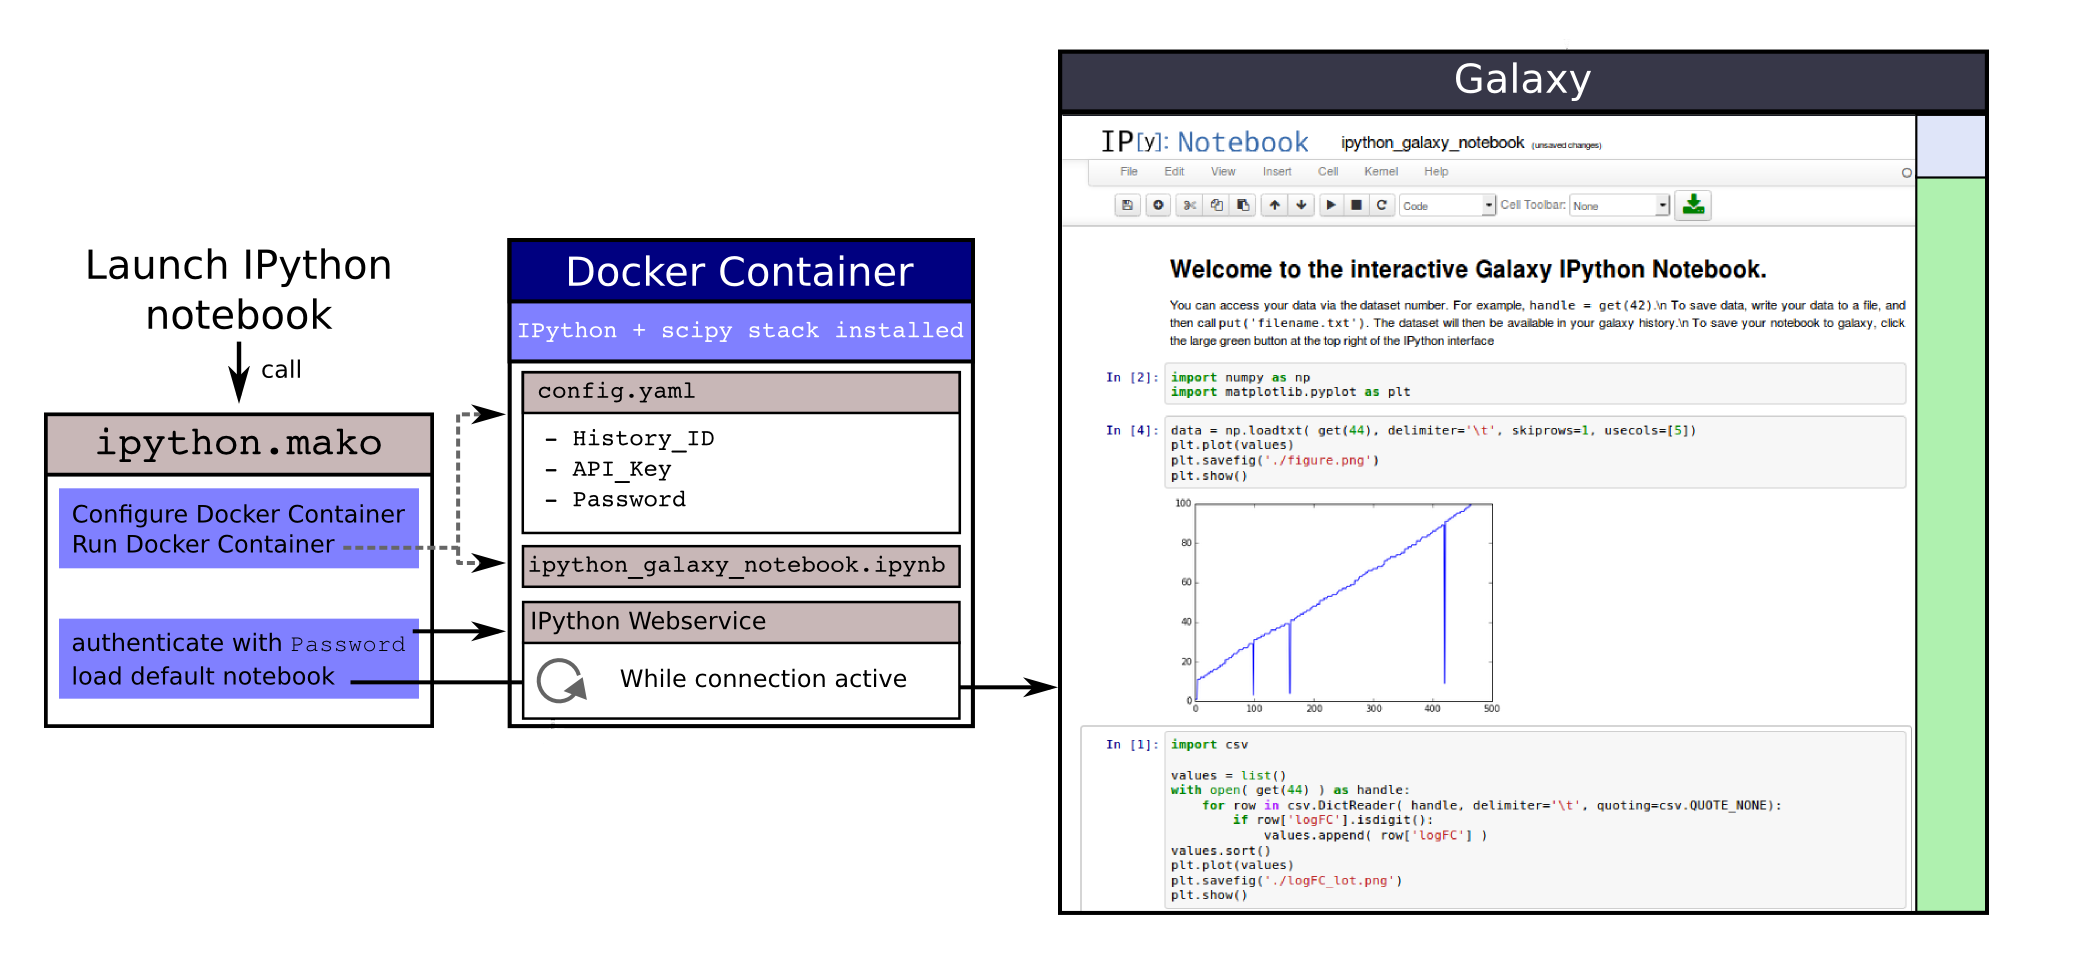 Launch IPython
notebook
call
ipython.mako
Configure Docker Container
Run Docker Container
authenticate with Password
load default notebook
Docker Container
IPython + scipy stack installed
config.yaml
- History_ID
- API_Key
- Password
ipython_galaxy_notebook.ipynb
IPython Webservice
While connection active
Galaxy
IP[y]: Notebook ipython_galaxy_notebook (unsaved changes)
File Edit View Insert Cell Kernel Help
Code Cell Toolbar: None
Welcome to the interactive Galaxy IPython Notebook.
You can access your data via the dataset number. For example, handle = get(42).\n To save data, write your data to a file, and
then call put('filename.txt'). The dataset will then be available in your galaxy history.\n To save your notebook to galaxy, click
the large green button at the top right of the IPython interface
In [2]: import numpy as np
import matplotlib.pyplot as plt
In [4]: data = np.loadtxt( get(44), delimiter='\t', skiprows=1, usecols=[5])
plt.plot(values)
plt.savefig('./figure.png')
plt.show()
100
80
60
40
20
0
0 100 200 300 400 500
In [1]: import csv
values = list()
with open( get(44) ) as handle:
for row in csv.DictReader( handle, delimiter='\t', quoting=csv.QUOTE_NONE):
if row['logFC'].isdigit():
values.append( row['logFC'] )
values.sort()
plt.plot(values)
plt.savefig('./logFC_lot.png')
plt.show()